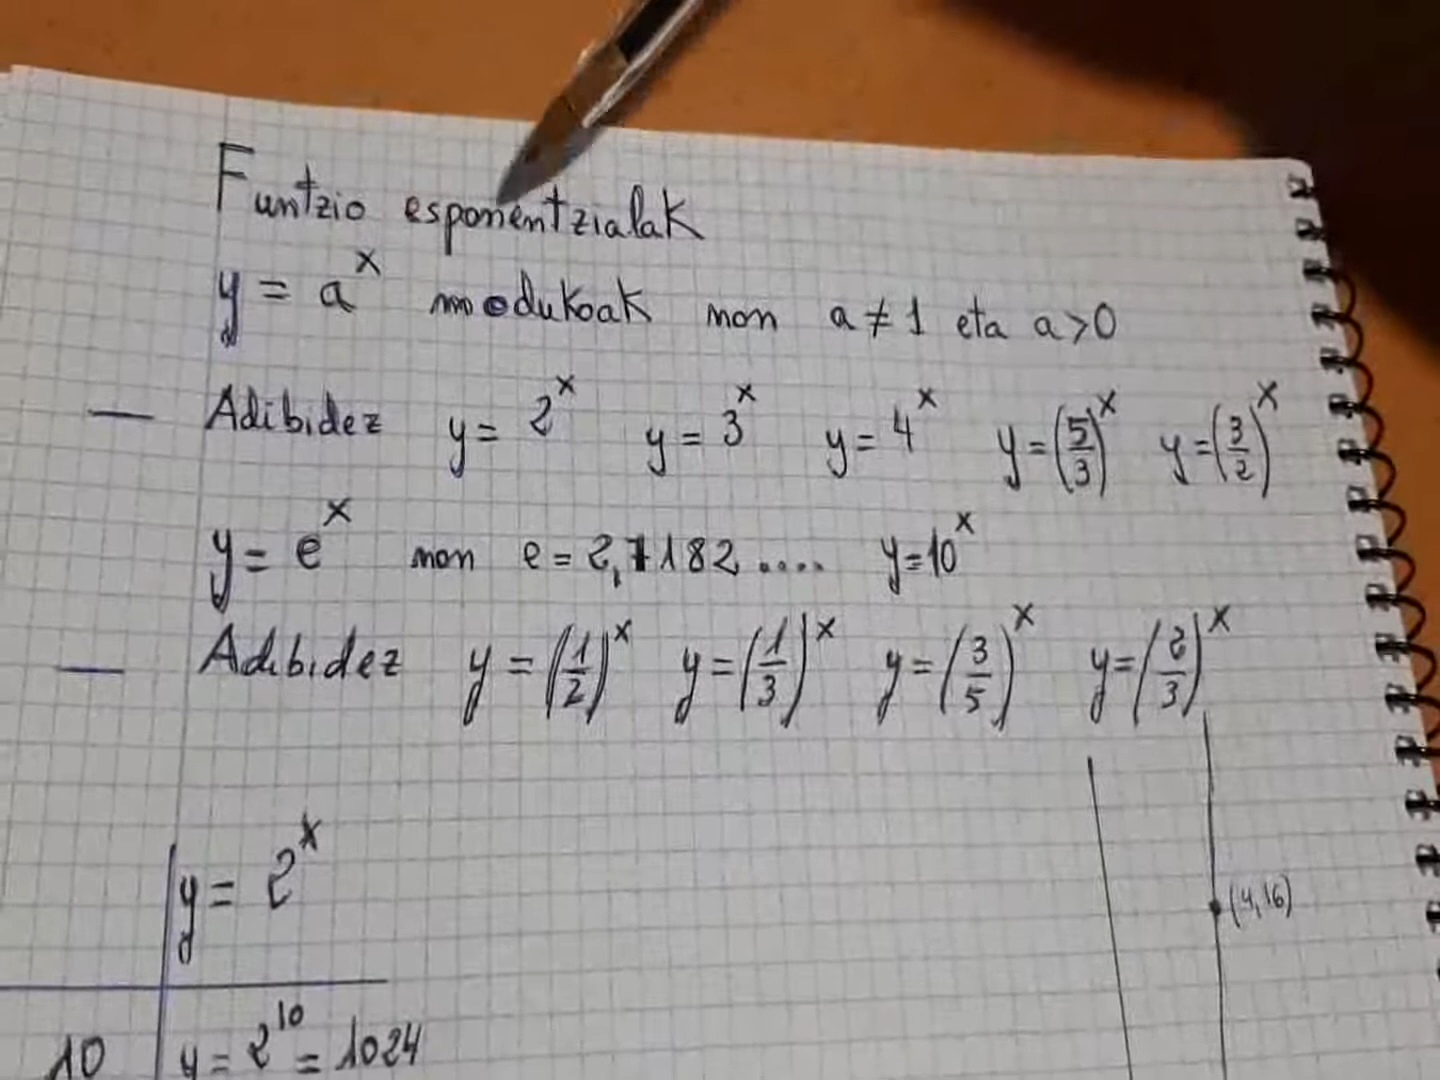 Funtzio esponentzialak
y = a^x modukoak non a ≠ 1 eta a > 0
— Adibidez y = 2^x y = 3^x y = 4^x y = (5/3)^x y = (3/2)^x
y = e^x non e = 2,7182.... y = 10^x
— Adibidez y = (1/2)^x y = (1/3)^x y = (3/5)^x y = (2/3)^x
y = 2^x
(4,16)
10 y = 2^10 = 1024